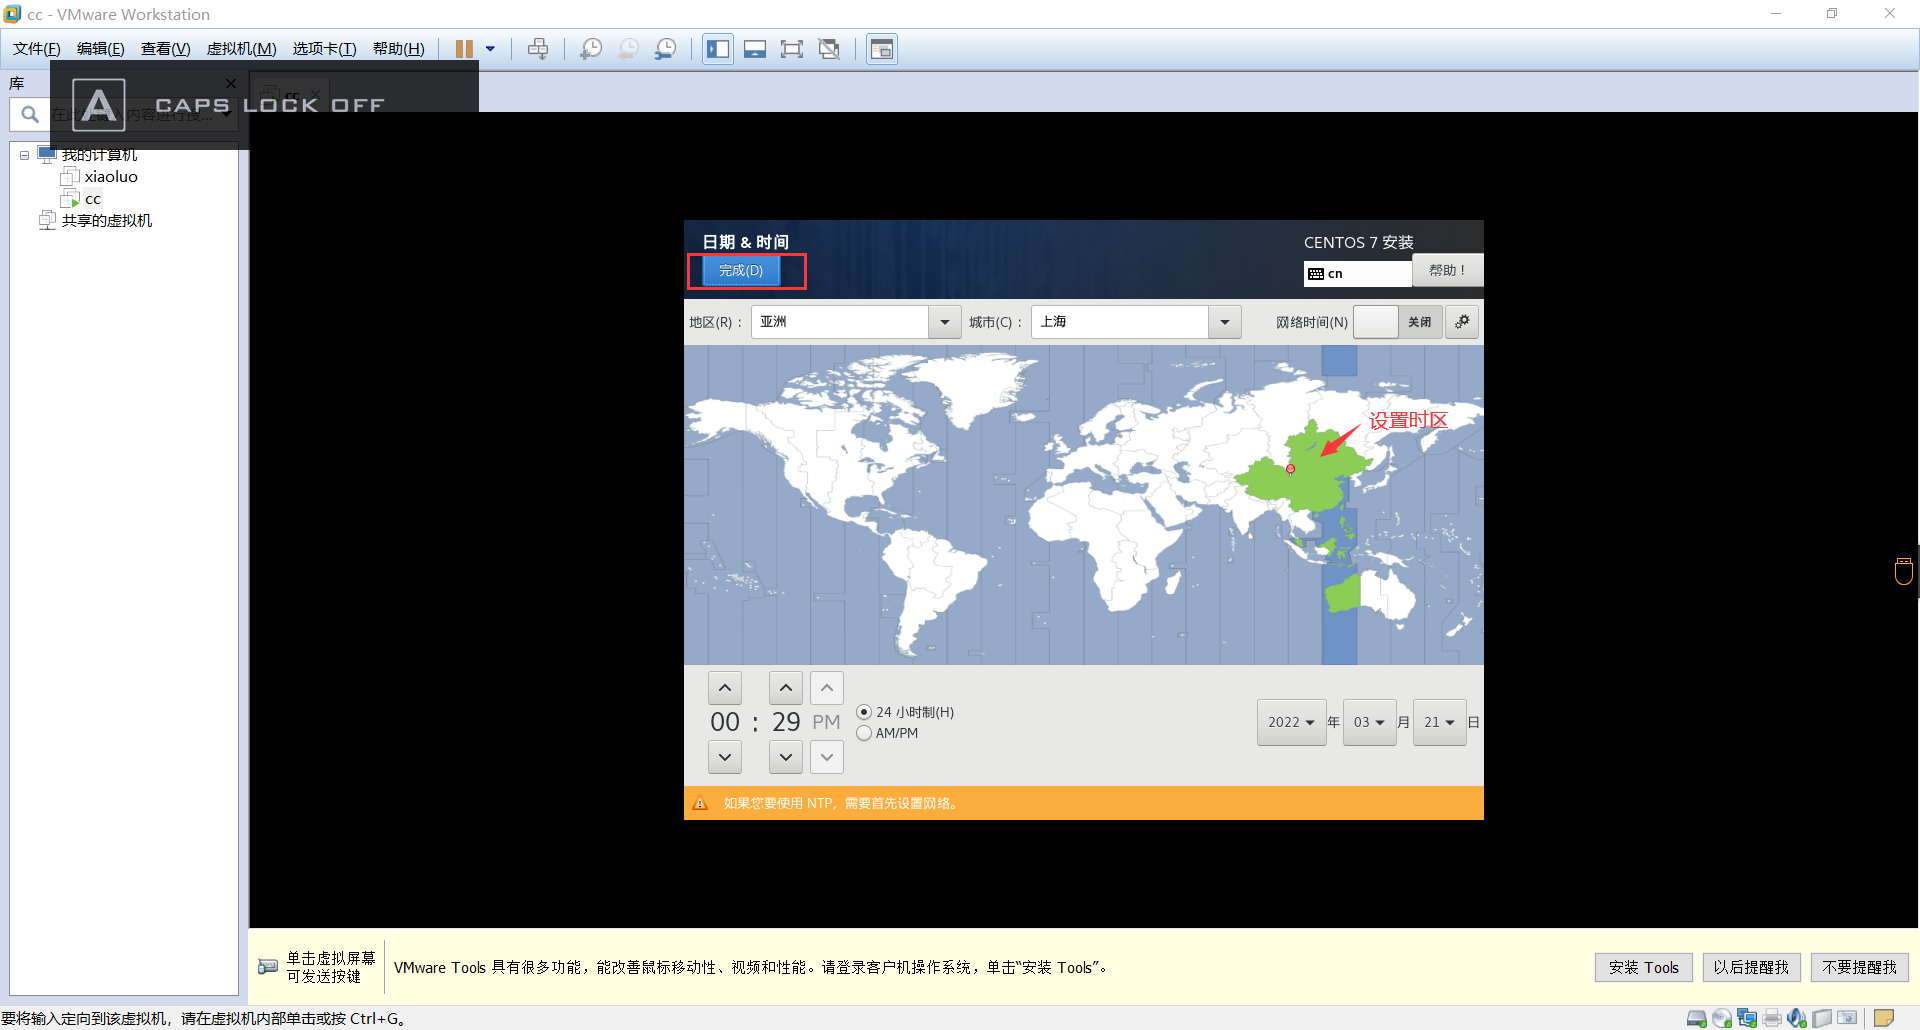 cc - VMware Workstation
文件(F) 编辑(E) 查看(V) 虚拟机(M) 选项卡(T) 帮助(H)
库
CAPS LOCK OFF
A
cc
在此处键入内容进行搜...
我的计算机
xiaoluo
cc
共享的虚拟机
日期 & 时间
CENTOS 7 安装
完成(D)
cn
帮助！
地区(R)： 亚洲 城市(C)： 上海 网络时间(N) 关闭
设置时区
00 : 29 PM
24 小时制(H)
AM/PM
2022 年 03 月 21 日
如果您要使用 NTP，需要首先设置网络。
单击虚拟屏幕
可发送按键
VMware Tools 具有很多功能，能改善鼠标移动性、视频和性能。请登录客户机操作系统，单击“安装 Tools”。
安装 Tools 以后提醒我 不要提醒我
要将输入定向到该虚拟机，请在虚拟机内部单击或按 Ctrl+G。